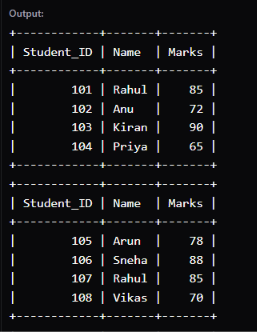 Output:
+------------+-------+-------+
| Student_ID | Name  | Marks |
+------------+-------+-------+
|        101 | Rahul |    85 |
|        102 | Anu   |    72 |
|        103 | Kiran |    90 |
|        104 | Priya |    65 |
+------------+-------+-------+
+------------+-------+-------+
| Student_ID | Name  | Marks |
+------------+-------+-------+
|        105 | Arun  |    78 |
|        106 | Sneha |    88 |
|        107 | Rahul |    85 |
|        108 | Vikas |    70 |
+------------+-------+-------+